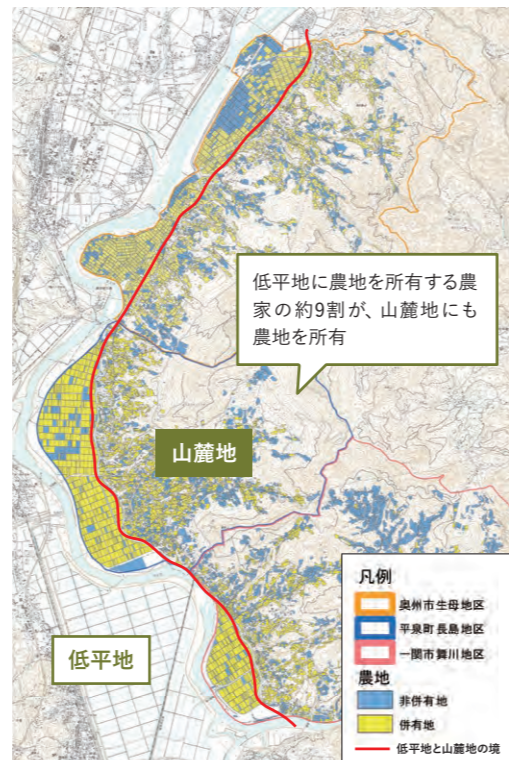 低平地に農地を所有する農
家の約9割が、山麓地にも
農地を所有
山麓地
低平地
凡例
奥州市生母地区
平泉町長島地区
一関市舞川地区
農地
非併有地
併有地
低平地と山麓地の境